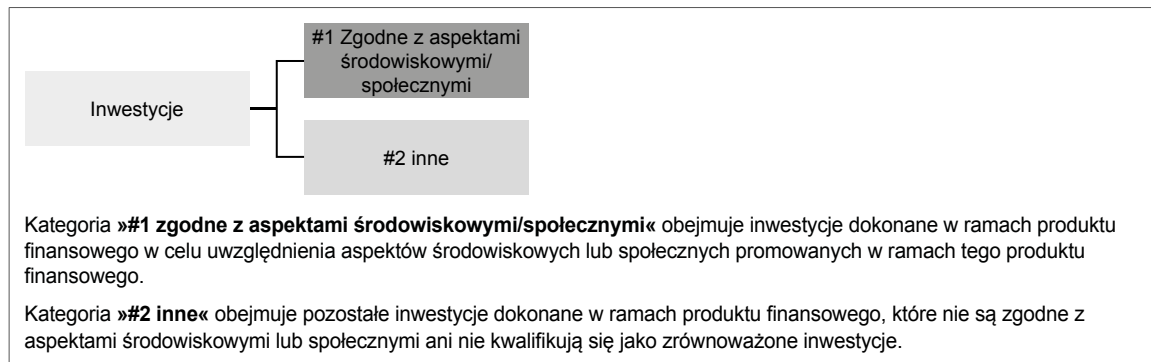 #1 Zgodne z aspektami
środowiskowymi/
społecznymi
Inwestycje
#2 inne
Kategoria »#1 zgodne z aspektami środowiskowymi/społecznymi« obejmuje inwestycje dokonane w ramach produktu
finansowego w celu uwzględnienia aspektów środowiskowych lub społecznych promowanych w ramach tego produktu
finansowego.
Kategoria »#2 inne« obejmuje pozostałe inwestycje dokonane w ramach produktu finansowego, które nie są zgodne z
aspektami środowiskowymi lub społecznymi ani nie kwalifikują się jako zrównoważone inwestycje.